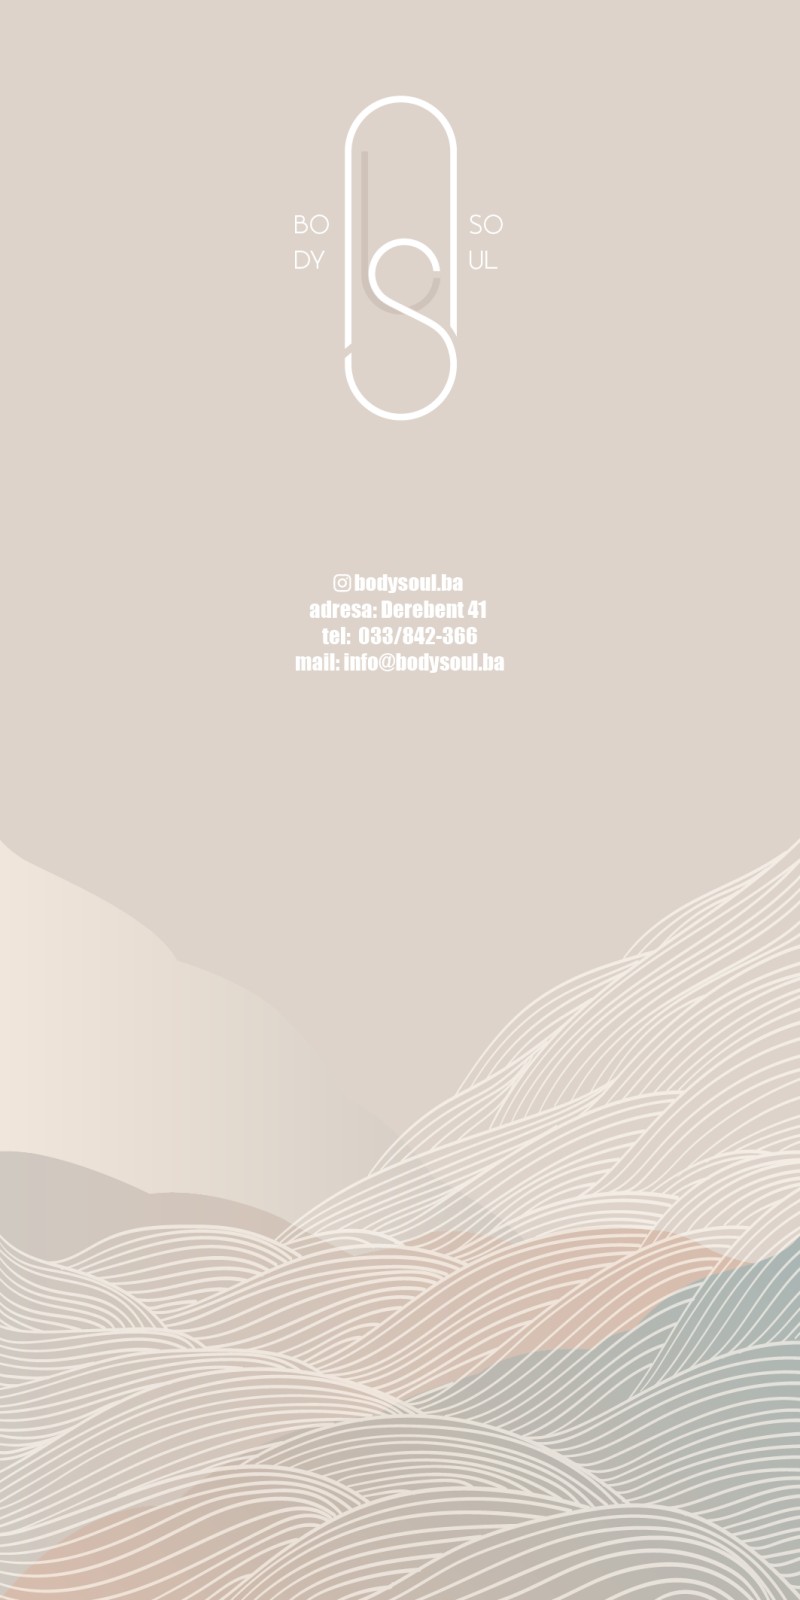 BO
DY
SO
UL
bodysoul.ba
adresa: Derebent 41
tel: 033/842-366
mail: info@bodysoul.ba